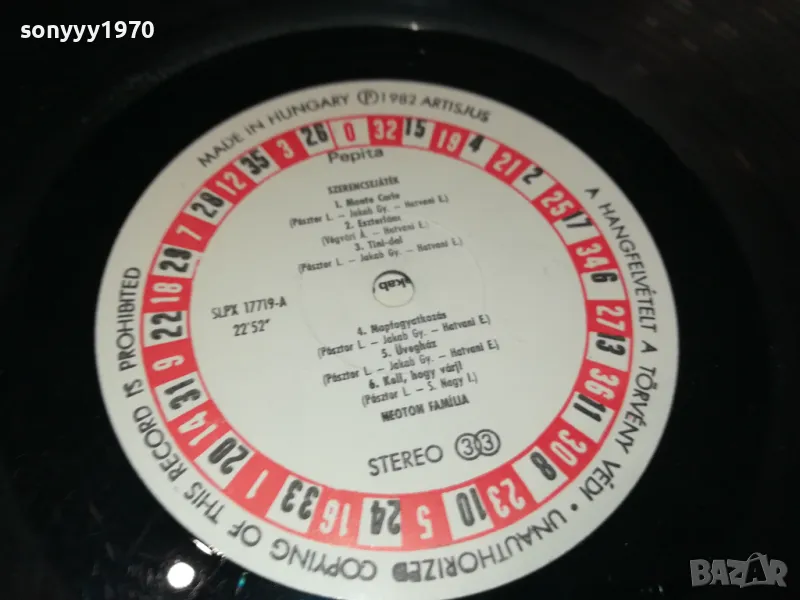 sonyyy1970
MADE IN HUNGARY Ⓟ 1982 ARTISJUS
A HANGFELVÉTELT A TÖRVÉNY VÉDI • UNAUTHORIZED COPYING OF THIS RECORD IS PROHIBITED
0 32 15 19 4 21 2 25 17 34 6 27 13 36 11 30 8 23 10 5 24 16 33 1 20 14 31 9 22 18 29 7 28 12 35 3 26
Pepita
SZERENCSEJÁTÉK
1. Monte Carlo
(Pásztor L. – Jakab Gy. – Hatvani E.)
2. Eszterlánc
(Végvári Á. – Hatvani E.)
3. Tini-dal
(Pásztor L. – Jakab Gy. – Hatvani E.)
SLPX 17719-A
22'52"
4. Napfogyatkozás
(Pásztor L. – Jakab Gy. – Hatvani E.)
5. Üvegház
(Pásztor L. – Jakab Gy. – Hatvani E.)
6. Kell, hogy várj!
(Pásztor L. – S. Nagy I.)
NEOTON FAMÍLIA
STEREO 33
BAZAR